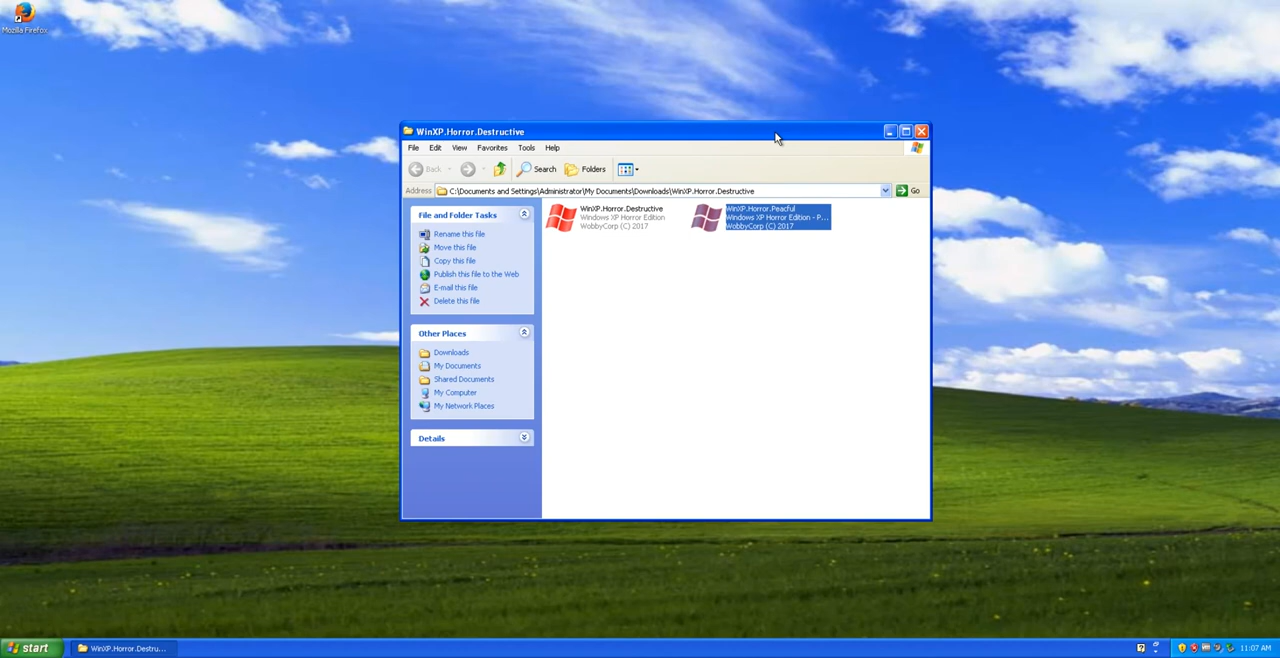 Mozilla Firefox
WinXP.Horror.Destructive
File Edit View Favorites Tools Help
Back Search Folders
Address C:\Documents and Settings\Administrator\My Documents\Downloads\WinXP.Horror.Destructive Go
File and Folder Tasks
Rename this file
Move this file
Copy this file
Publish this file to the Web
E-mail this file
Delete this file
Other Places
Downloads
My Documents
Shared Documents
My Computer
My Network Places
Details
WinXP.Horror.Destructive
Windows XP Horror Edition
WobbyCorp (C) 2017
WinXP.Horror.Peacful
Windows XP Horror Edition - P...
WobbyCorp (C) 2017
start
WinXP.Horror.Destru...
11:07 AM